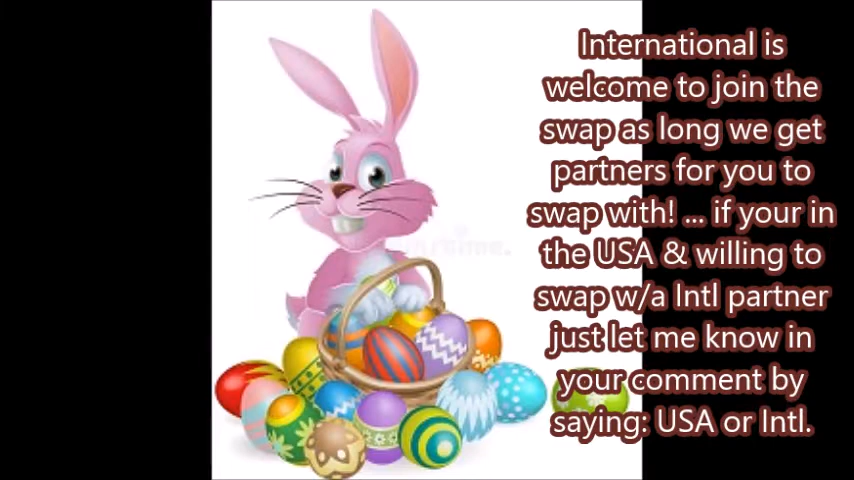 International is
welcome to join the
swap as long we get
partners for you to
swap with! ... if your in
the USA & willing to
swap w/a Intl partner
just let me know in
your comment by
saying: USA or Intl.